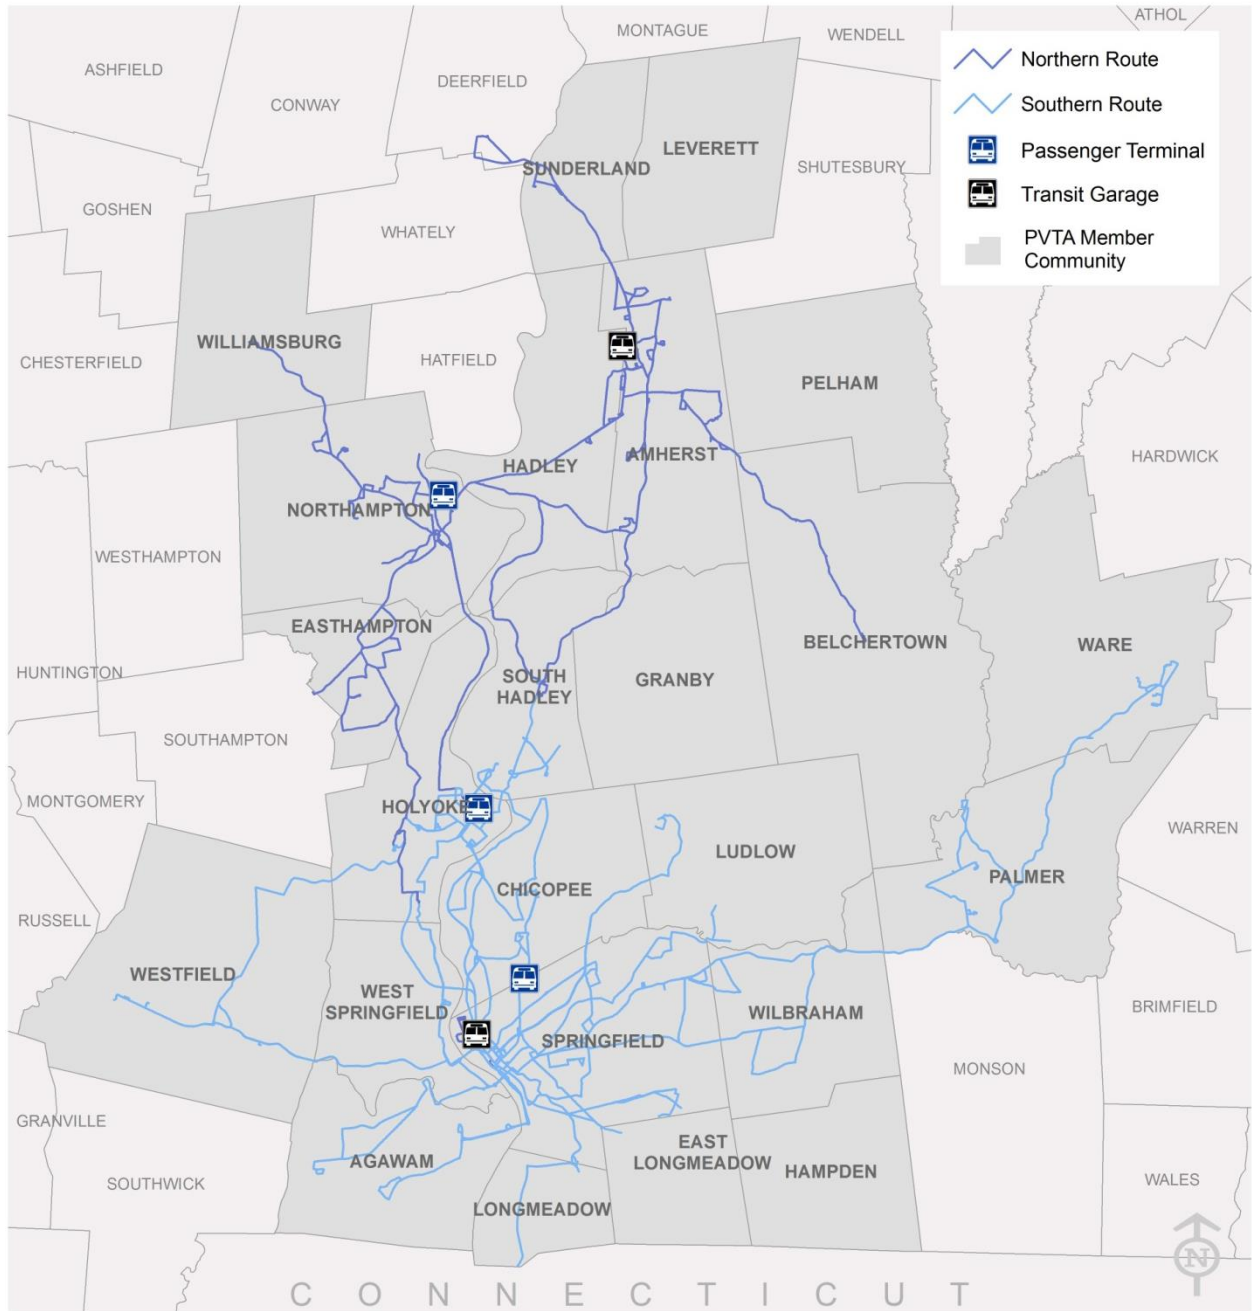 ATHOL
MONTAGUE
WENDELL
Northern Route
ASHFIELD
DEERFIELD
CONWAY
Southern Route
LEVERETT
Passenger Terminal
SUNDERLAND
SHUTESBURY
Transit Garage
GOSHEN
WHATELY
PVTA Member
Community
WILLIAMSBURG
CHESTERFIELD
HATFIELD
PELHAM
HADLEY
AMHERST
HARDWICK
NORTHAMPTON
WESTHAMPTON
EASTHAMPTON
BELCHERTOWN
WARE
HUNTINGTON
SOUTH
HADLEY
GRANBY
SOUTHAMPTON
MONTGOMERY
HOLYOKE
WARREN
LUDLOW
CHICOPEE
PALMER
RUSSELL
WESTFIELD
WEST
SPRINGFIELD
WILBRAHAM
BRIMFIELD
SPRINGFIELD
MONSON
GRANVILLE
AGAWAM
EAST
LONGMEADOW
HAMPDEN
SOUTHWICK
WALES
LONGMEADOW
N
CONNECTICUT